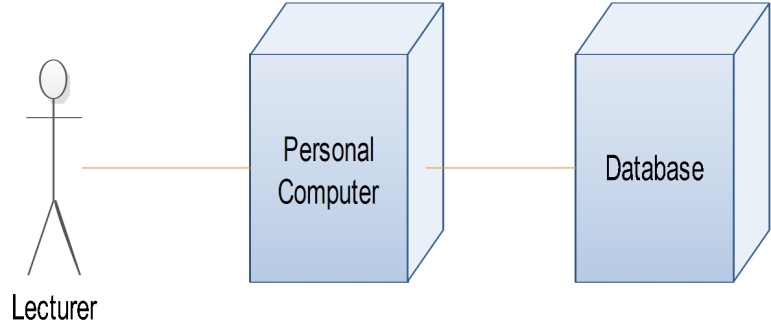 Personal
Computer
Database
Lecturer